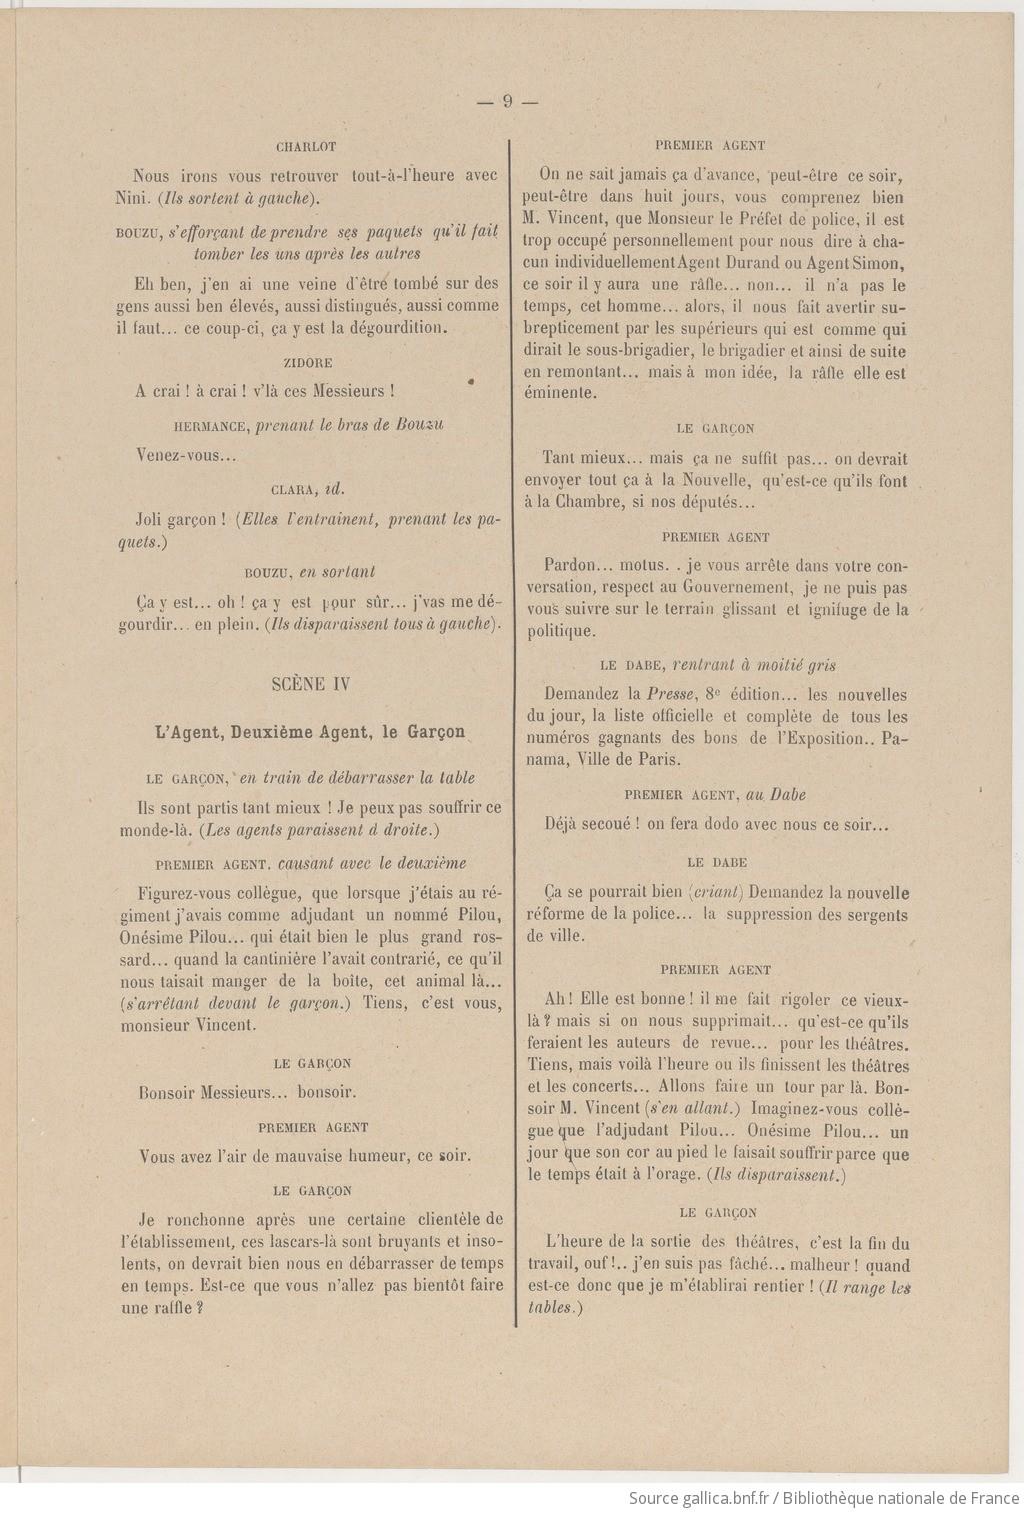 — 9 —
CHARLOT
Nous irons vous retrouver tout-à-l'heure avec
Nini. (Ils sortent à gauche).
BOUZU, s'efforçant de prendre ses paquets qu'il fait
tomber les uns après les autres
Eh ben, j'en ai une veine d'être tombé sur des
gens aussi ben élevés, aussi distingués, aussi comme
il faut... ce coup-ci, ça y est la dégourdition.
ZIDORE
A crai ! à crai ! v'là ces Messieurs !
HERMANCE, prenant le bras de Bouzu
Venez-vous...
CLARA, id.
Joli garçon ! (Elles l'entrainent, prenant les pa-
quets.)
BOUZU, en sortant
Ça y est... oh ! ça y est pour sûr... j'vas me dé-
gourdir... en plein. (Ils disparaissent tous à gauche).
SCÈNE IV
L'Agent, Deuxième Agent, le Garçon
LE GARÇON, en train de débarrasser la table
Ils sont partis tant mieux ! Je peux pas souffrir ce
monde-là. (Les agents paraissent à droite.)
PREMIER AGENT. causant avec le deuxième
Figurez-vous collègue, que lorsque j'étais au ré-
giment j'avais comme adjudant un nommé Pilou,
Onésime Pilou... qui était bien le plus grand ros-
sard... quand la cantinière l'avait contrarié, ce qu'il
nous taisait manger de la boîte, cet animal là...
(s'arrêtant devant le garçon.) Tiens, c'est vous,
monsieur Vincent.
LE GARÇON
Bonsoir Messieurs... bonsoir.
PREMIER AGENT
Vous avez l'air de mauvaise humeur, ce soir.
LE GARÇON
Je ronchonne après une certaine clientèle de
l'établissement, ces lascars-là sont bruyants et inso-
lents, on devrait bien nous en débarrasser de temps
en temps. Est-ce que vous n'allez pas bientôt faire
une raffle ?
PREMIER AGENT
On ne sait jamais ça d'avance, peut-être ce soir,
peut-être dans huit jours, vous comprenez bien
M. Vincent, que Monsieur le Préfet de police, il est
trop occupé personnellement pour nous dire à cha-
cun individuellement Agent Durand ou Agent Simon,
ce soir il y aura une râfle... non... il n'a pas le
temps, cet homme... alors, il nous fait avertir su-
brepticement par les supérieurs qui est comme qui
dirait le sous-brigadier, le brigadier et ainsi de suite
en remontant... mais à mon idée, la râfle elle est
éminente.
LE GARÇON
Tant mieux... mais ça ne suffit pas... on devrait
envoyer tout ça à la Nouvelle, qu'est-ce qu'ils font
à la Chambre, si nos députés...
PREMIER AGENT
Pardon... motus. . je vous arrête dans votre con-
versation, respect au Gouvernement, je ne puis pas
vous suivre sur le terrain glissant et ignifuge de la
politique.
LE DABE, rentrant à moitié gris
Demandez la Presse, 8e édition... les nouvelles
du jour, la liste officielle et complète de tous les
numéros gagnants des bons de l'Exposition.. Pa-
nama, Ville de Paris.
PREMIER AGENT, au Dabe
Déjà secoué ! on fera dodo avec nous ce soir...
LE DABE
Ça se pourrait bien (criant) Demandez la nouvelle
réforme de la police... la suppression des sergents
de ville.
PREMIER AGENT
Ah ! Elle est bonne ! il me fait rigoler ce vieux-
là ? mais si on nous supprimait... qu'est-ce qu'ils
feraient les auteurs de revue... pour les théâtres.
Tiens, mais voilà l'heure ou ils finissent les théâtres
et les concerts... Allons faire un tour par là. Bon-
soir M. Vincent (s'en allant.) Imaginez-vous collè-
gue que l'adjudant Pilou... Onésime Pilou... un
jour que son cor au pied le faisait souffrir parce que
le temps était à l'orage. (Ils disparaissent.)
LE GARÇON
L'heure de la sortie des théâtres, c'est la fin du
travail, ouf !.. j'en suis pas fâché... malheur ! quand
est-ce donc que je m'établirai rentier ! (Il range les
tables.)
Source gallica.bnf.fr / Bibliothèque nationale de France